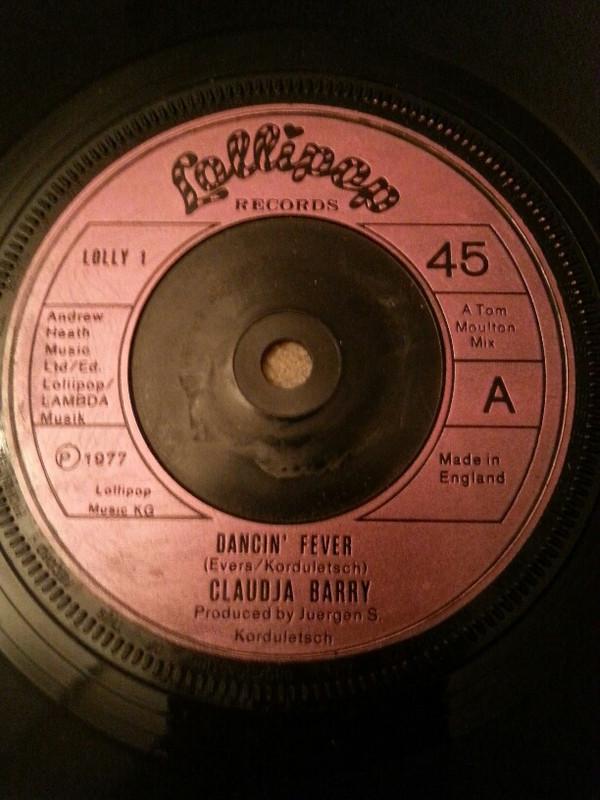 Lollipop
RECORDS
LOLLY 1
45
Andrew
Heath
Music
Ltd/Ed.
Lollipop/
LAMBDA
Musik
A Tom
Moulton
Mix
A
Ⓟ 1977
Lollipop
Music KG
Made in
England
DANCIN' FEVER
(Evers/Korduletsch)
CLAUDJA BARRY
Produced by Juergen S.
Korduletsch